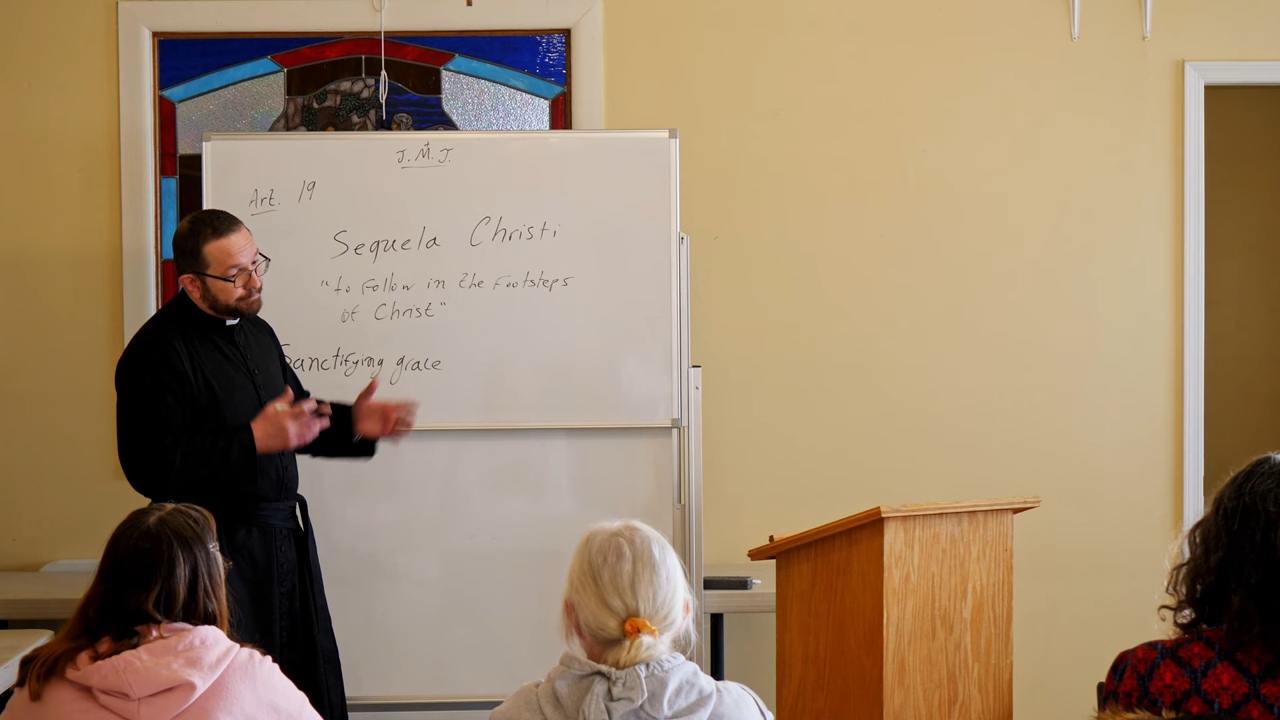 J.M.J.
Art. 19
Sequela Christi
"to follow in the footsteps
of Christ"
Sanctifying grace